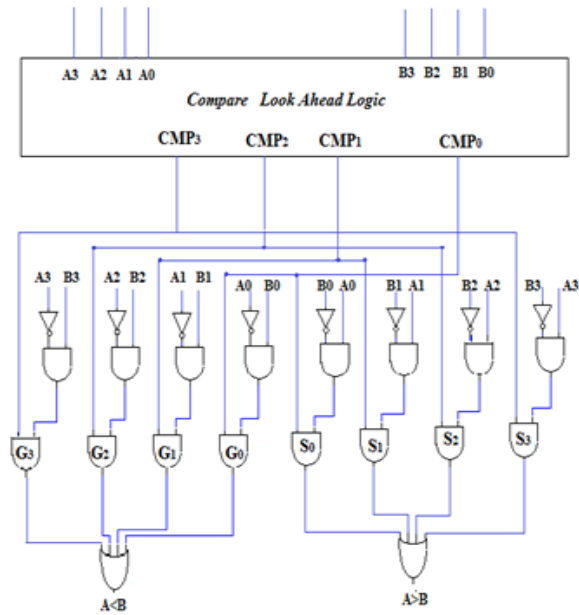 A3 A2 A1 A0 B3 B2 B1 B0
Compare Look Ahead Logic
CMP3 CMP2 CMP1 CMP0
A3 B3 A2 B2 A1 B1 A0 B0 B0 A0 B1 A1 B2 A2 B3 A3
G3 G2 G1 G0 S0 S1 S2 S3
A<B A>B